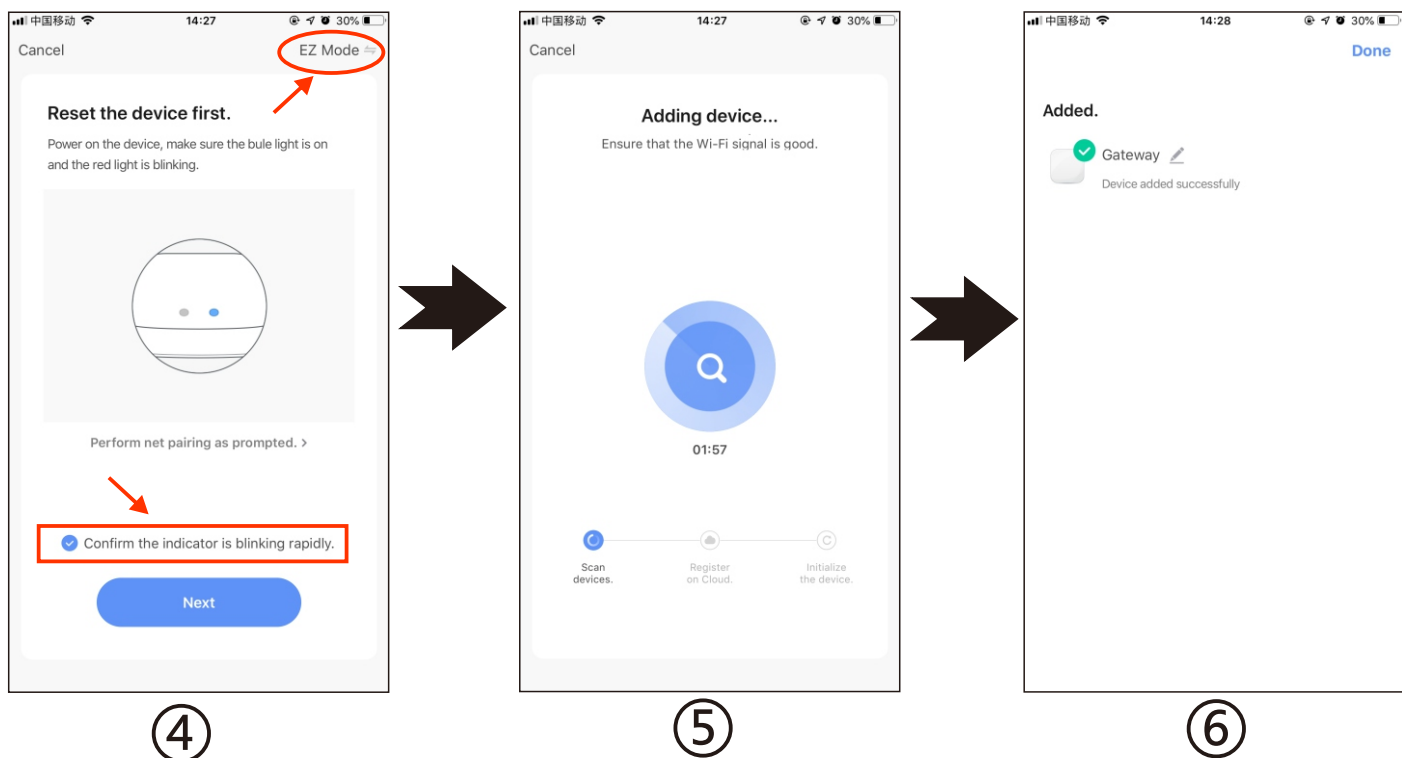 中国移动 14:27 30%
Cancel EZ Mode
Reset the device first.
Power on the device, make sure the bule light is on
and the red light is blinking.
Perform net pairing as prompted. >
Confirm the indicator is blinking rapidly.
Next
④
中国移动 14:27 30%
Cancel
Adding device...
Ensure that the Wi-Fi signal is good.
01:57
Scan
devices.
Register
on Cloud.
Initialize
the device.
⑤
中国移动 14:28 30%
Done
Added.
Gateway
Device added successfully
⑥